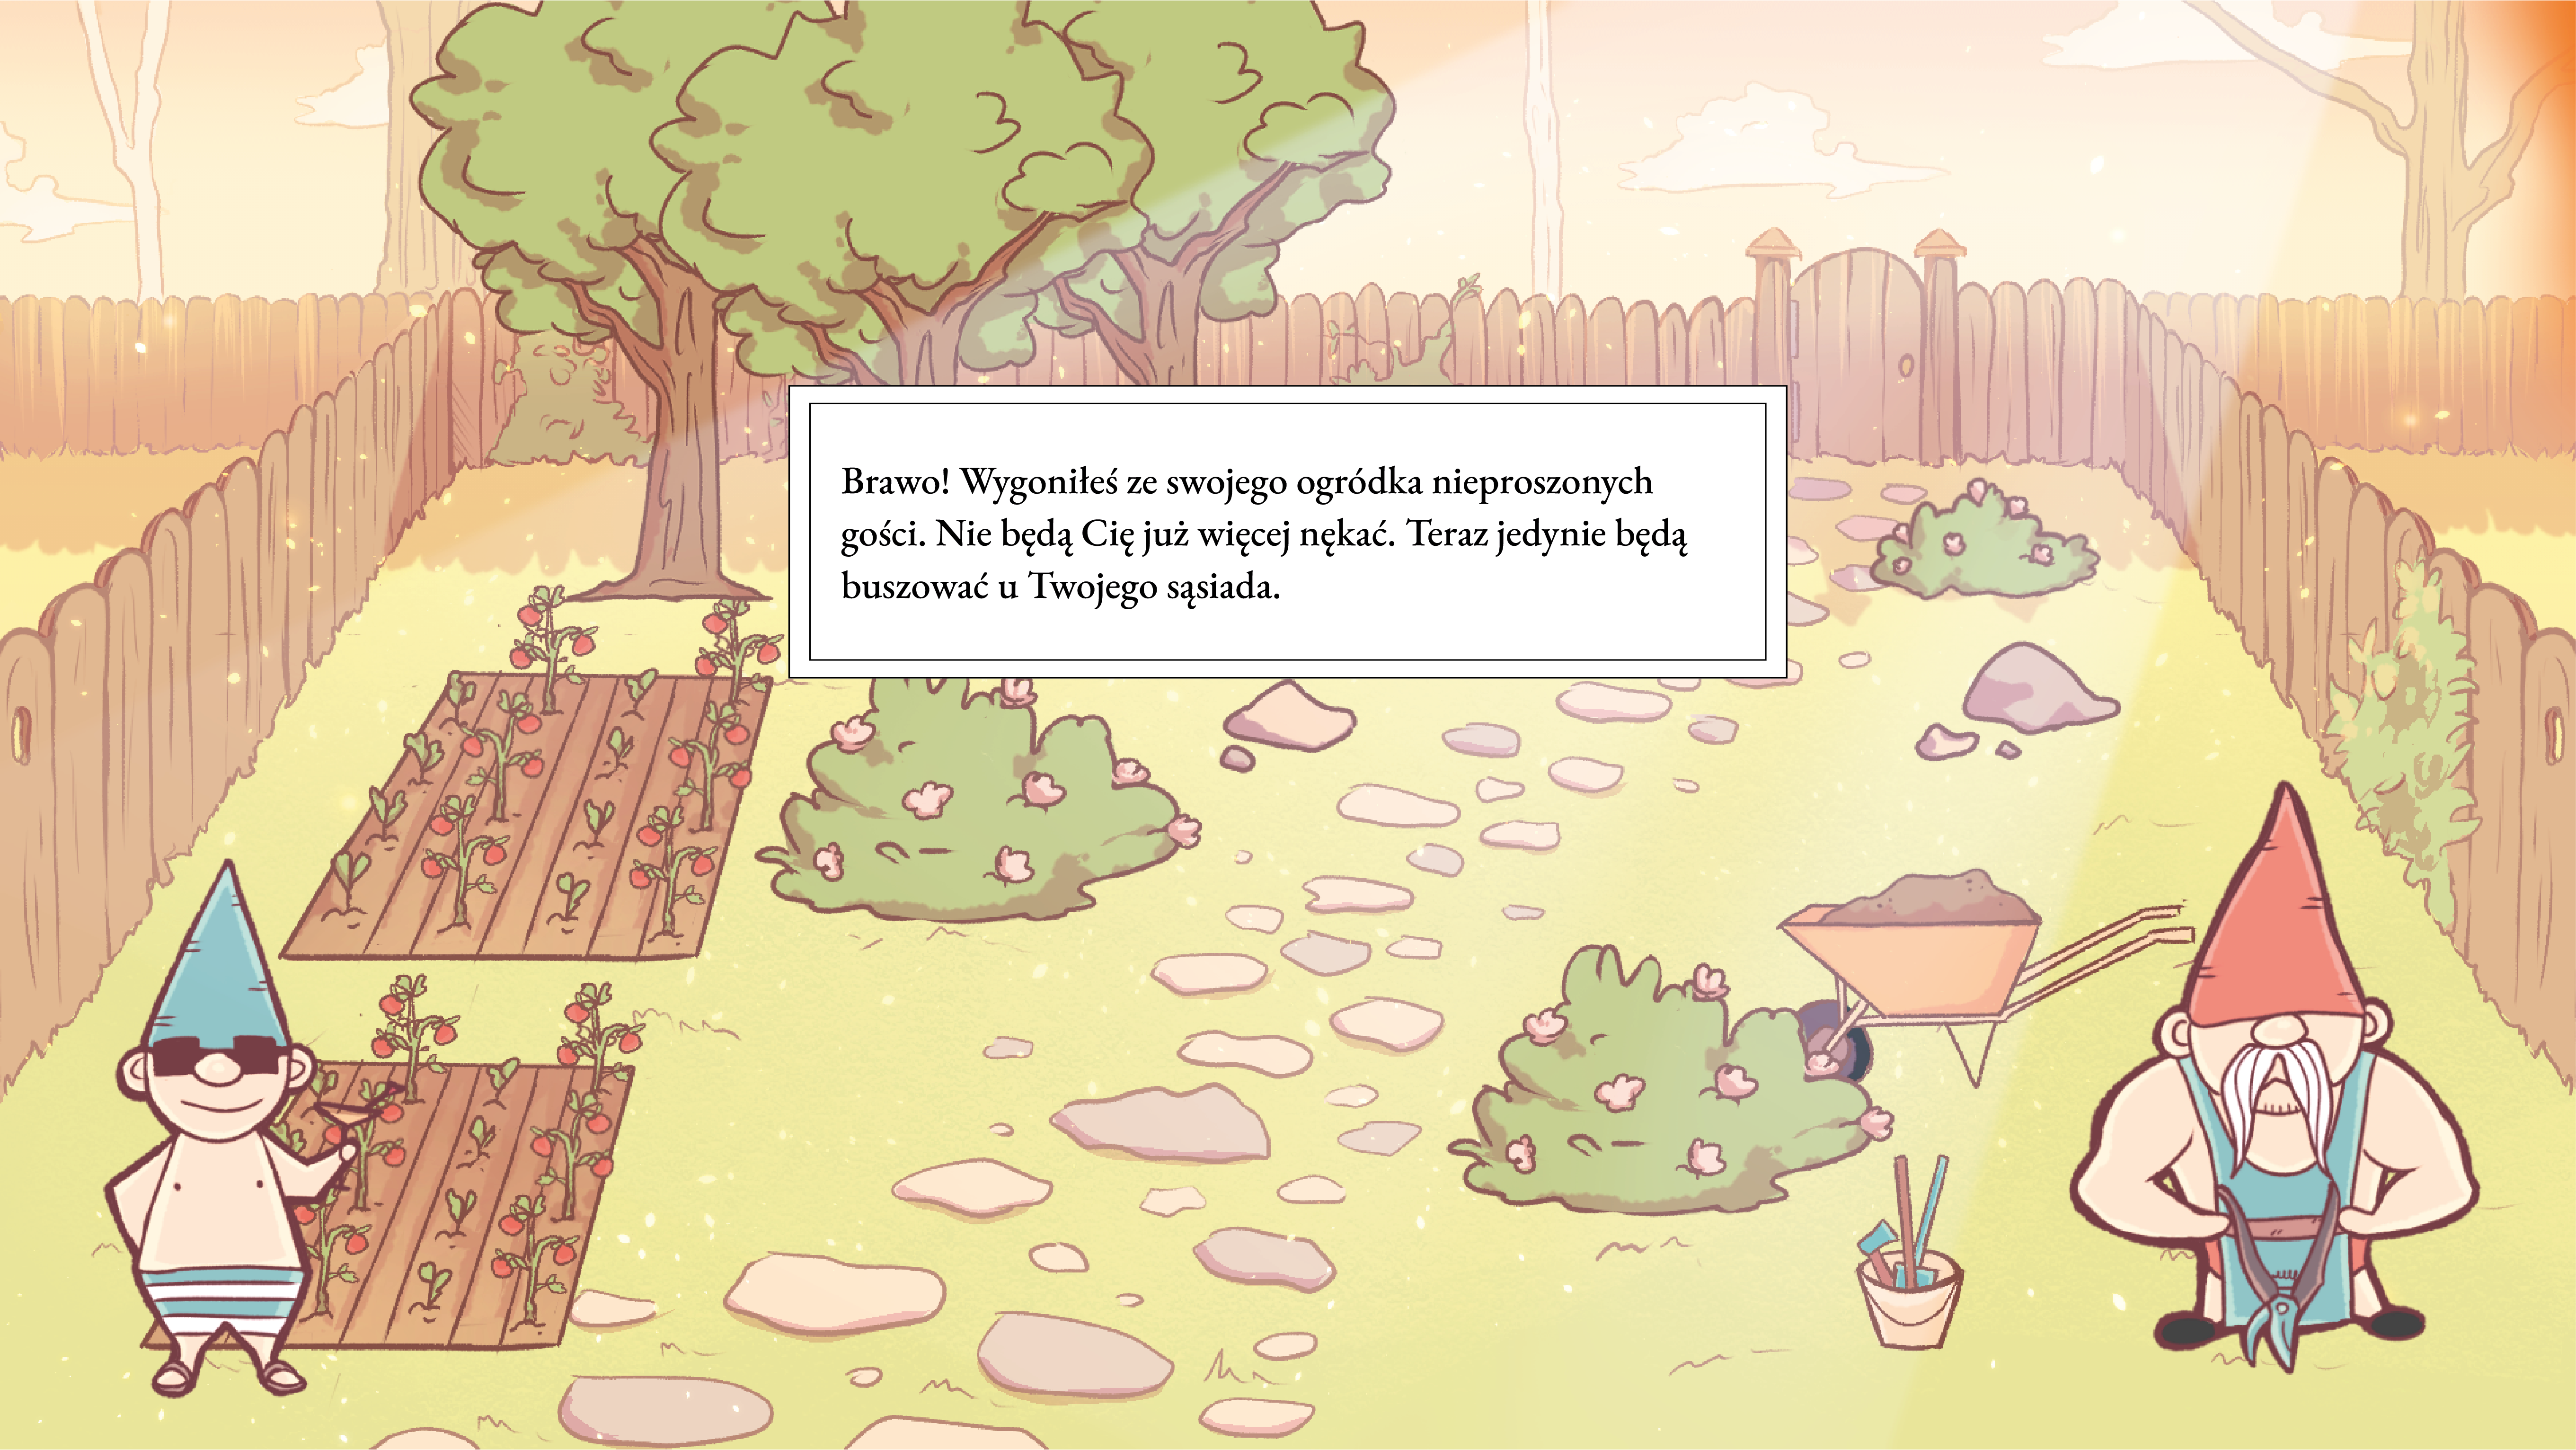 Brawo! Wygoniłeś ze swojego ogródka nieproszonych
gości. Nie będą Cię już więcej nękać. Teraz jedynie będą
buszować u Twojego sąsiada.